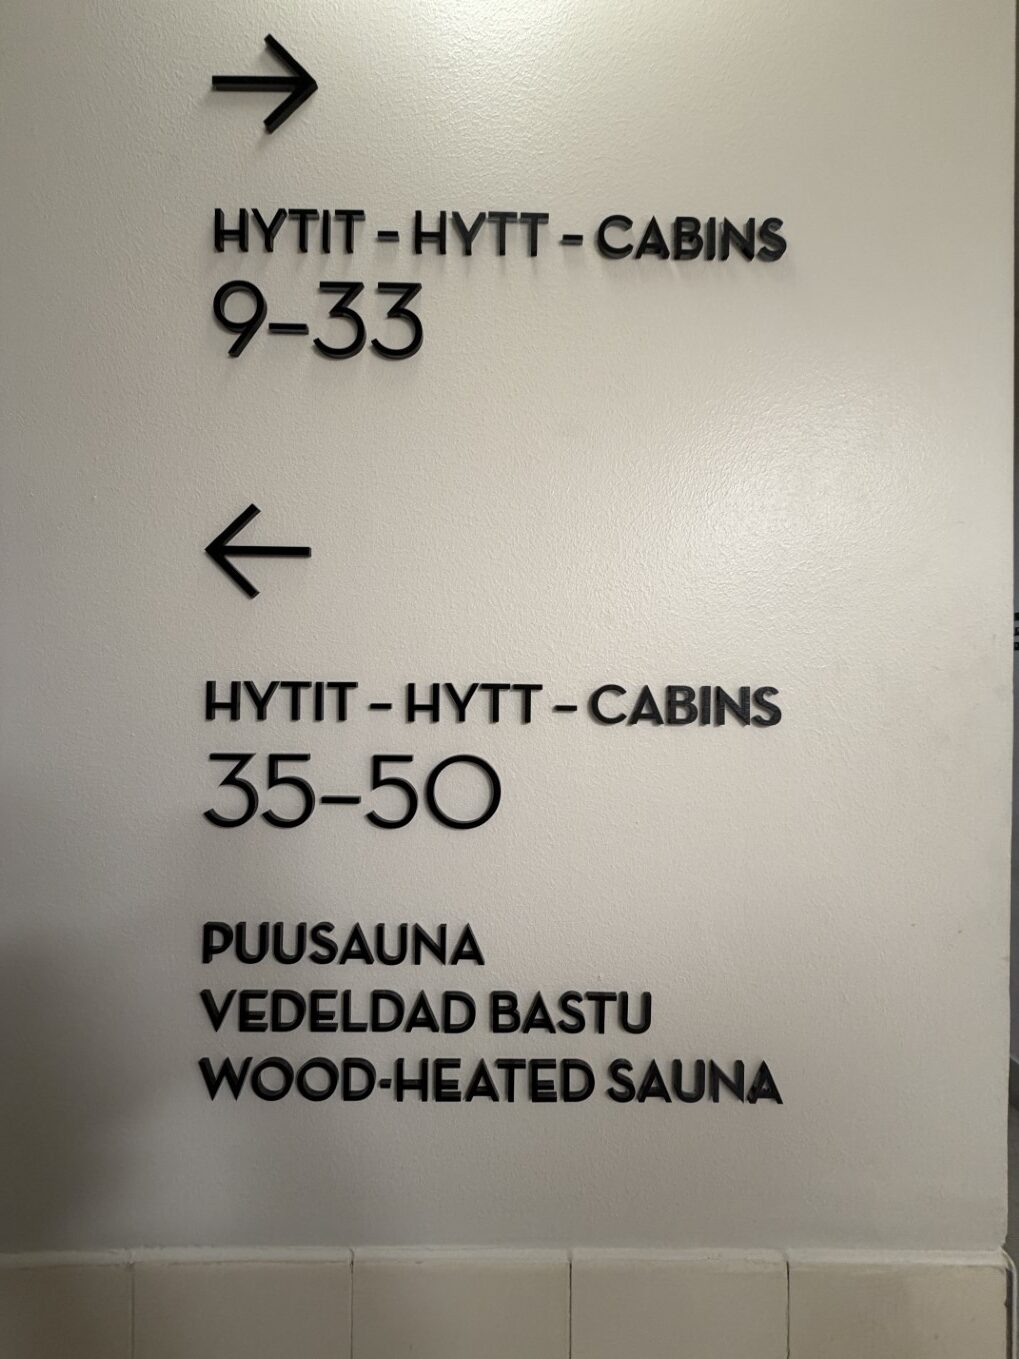 →
HYTIT – HYTT – CABINS
9–33
←
HYTIT – HYTT – CABINS
35–50
PUUSAUNA
VEDELDAD BASTU
WOOD-HEATED SAUNA